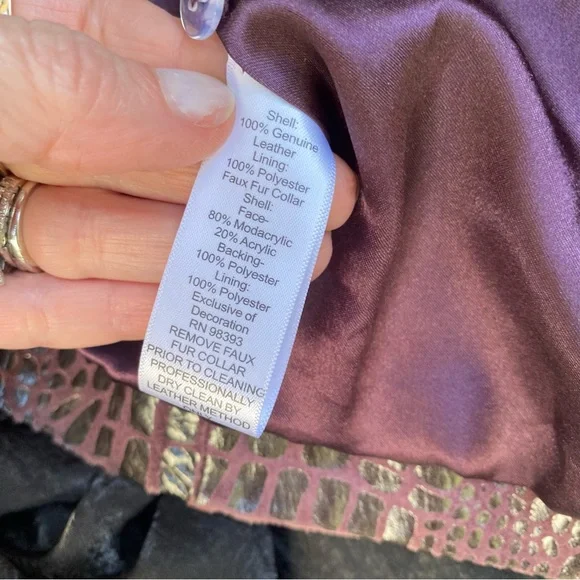 Shell:
100% Genuine
Leather
Lining:
100% Polyester
Faux Fur Collar
Shell:
Face-
80% Modacrylic
20% Acrylic
Backing-
100% Polyester
Lining:
100% Polyester
Exclusive of
Decoration
RN 98393
REMOVE FAUX
FUR COLLAR
PRIOR TO CLEANING
PROFESSIONALLY
DRY CLEAN BY
LEATHER METHOD